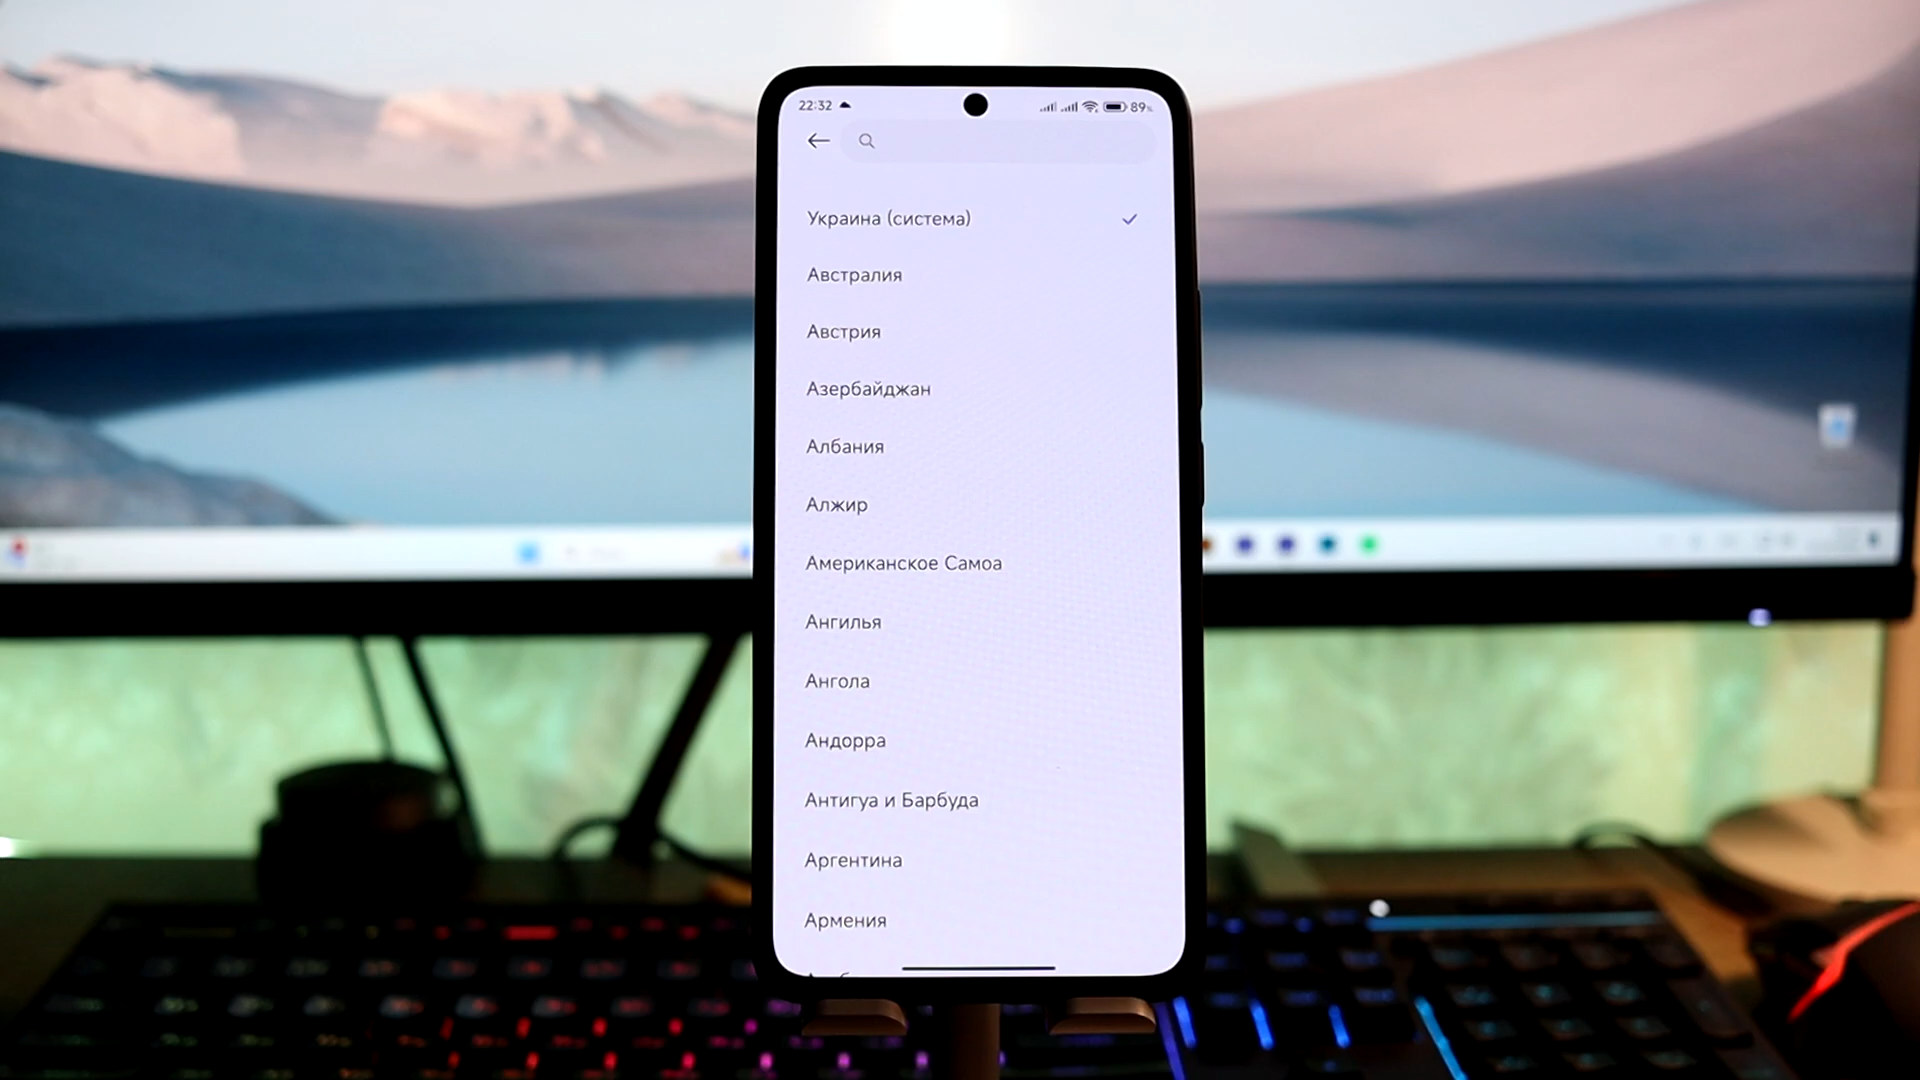 22:32
89%
Украина (система)
Австралия
Австрия
Азербайджан
Албания
Алжир
Американское Самоа
Ангилья
Ангола
Андорра
Антигуа и Барбуда
Аргентина
Армения